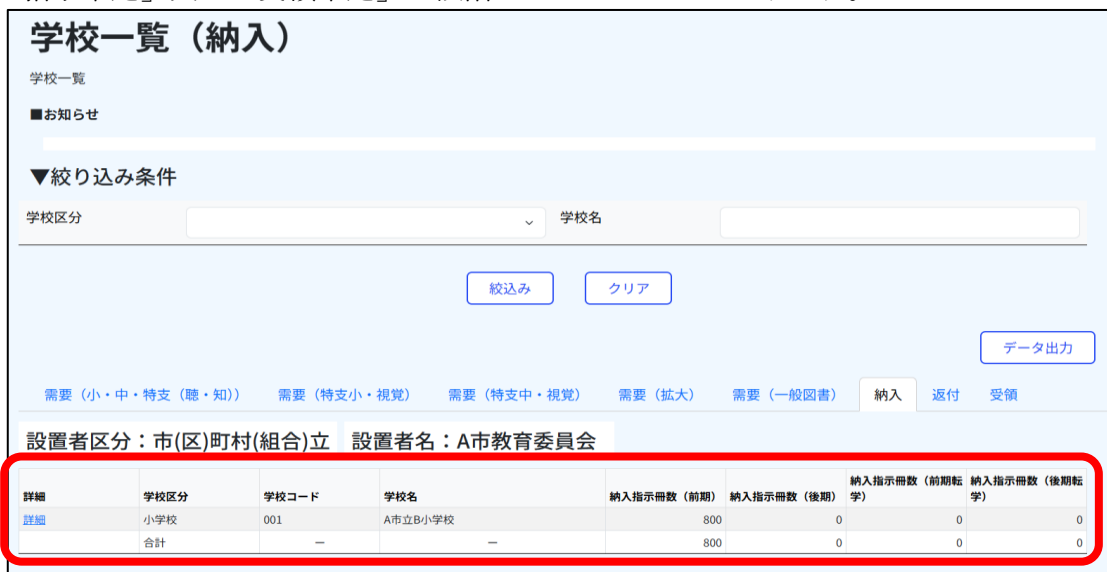 学校一覧（納入）
学校一覧
■お知らせ
▼絞り込み条件
学校区分 学校名
絞込み クリア
データ出力
需要（小・中・特支（聴・知）） 需要（特支小・視覚） 需要（特支中・視覚） 需要（拡大） 需要（一般図書） 納入 返付 受領
設置者区分：市(区)町村(組合)立 設置者名：A市教育委員会
詳細 学校区分 学校コード 学校名 納入指示冊数（前期） 納入指示冊数（後期） 納入指示冊数（前期転学） 納入指示冊数（後期転学）
詳細 小学校 001 A市立B小学校 800 0 0 0
合計 － － 800 0 0 0